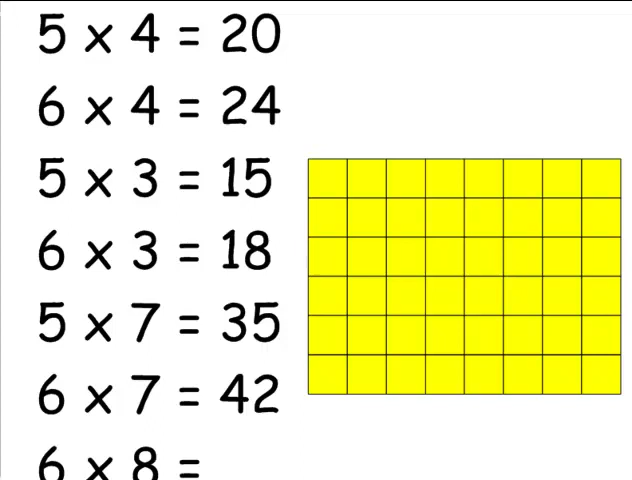 5 x 4 = 20
6 x 4 = 24
5 x 3 = 15
6 x 3 = 18
5 x 7 = 35
6 x 7 = 42
6 x 8 =